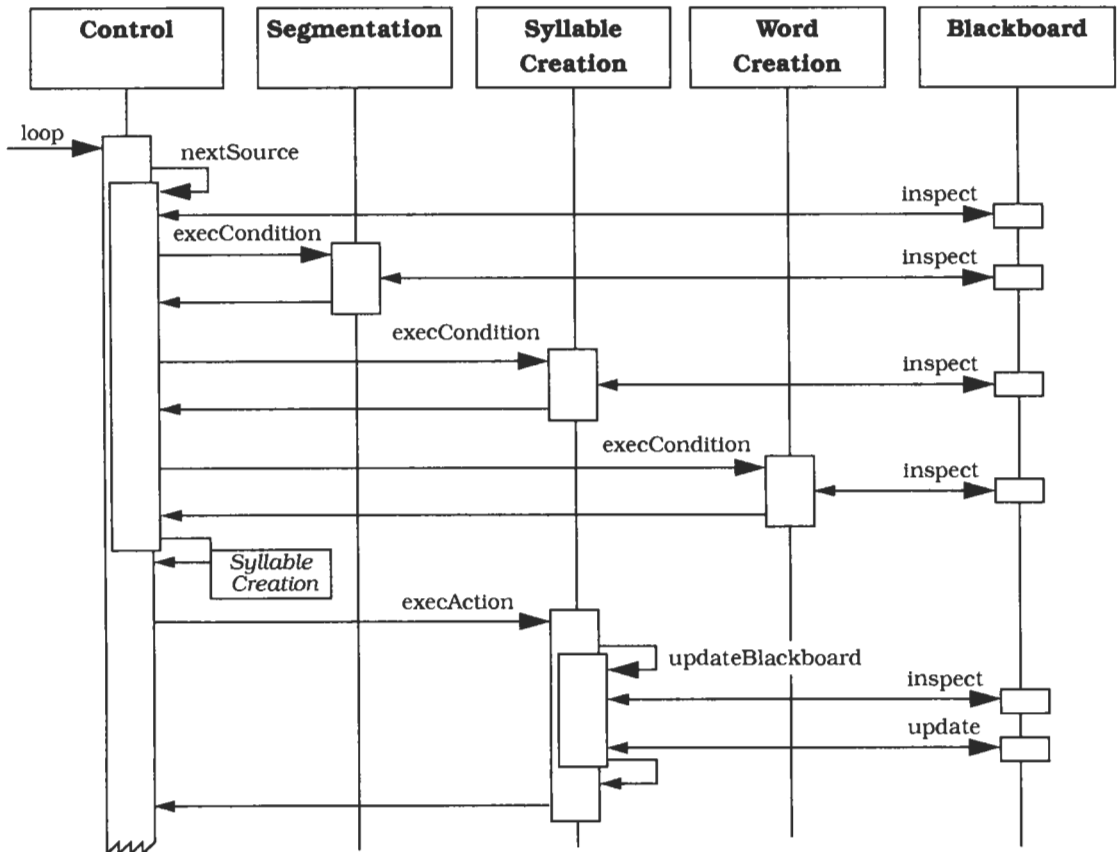 Control
Segmentation
Syllable
Creation
Word
Creation
Blackboard
loop
nextSource
inspect
execCondition
inspect
execCondition
inspect
execCondition
inspect
Syllable
Creation
execAction
updateBlackboard
inspect
update